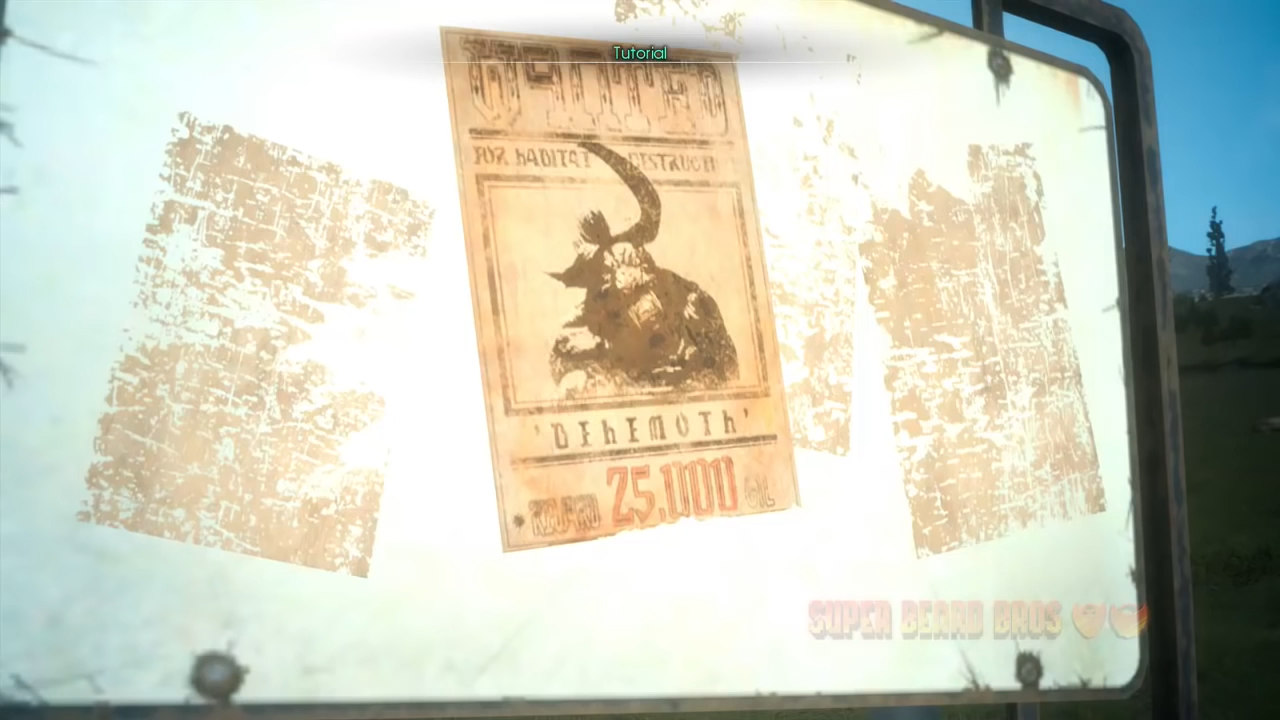 Tutorial
WANTED
FOR HABITAT DESTRUCTION
'BEHEMOTH'
REWARD 25,000 GIL
SUPER BEARD BROS